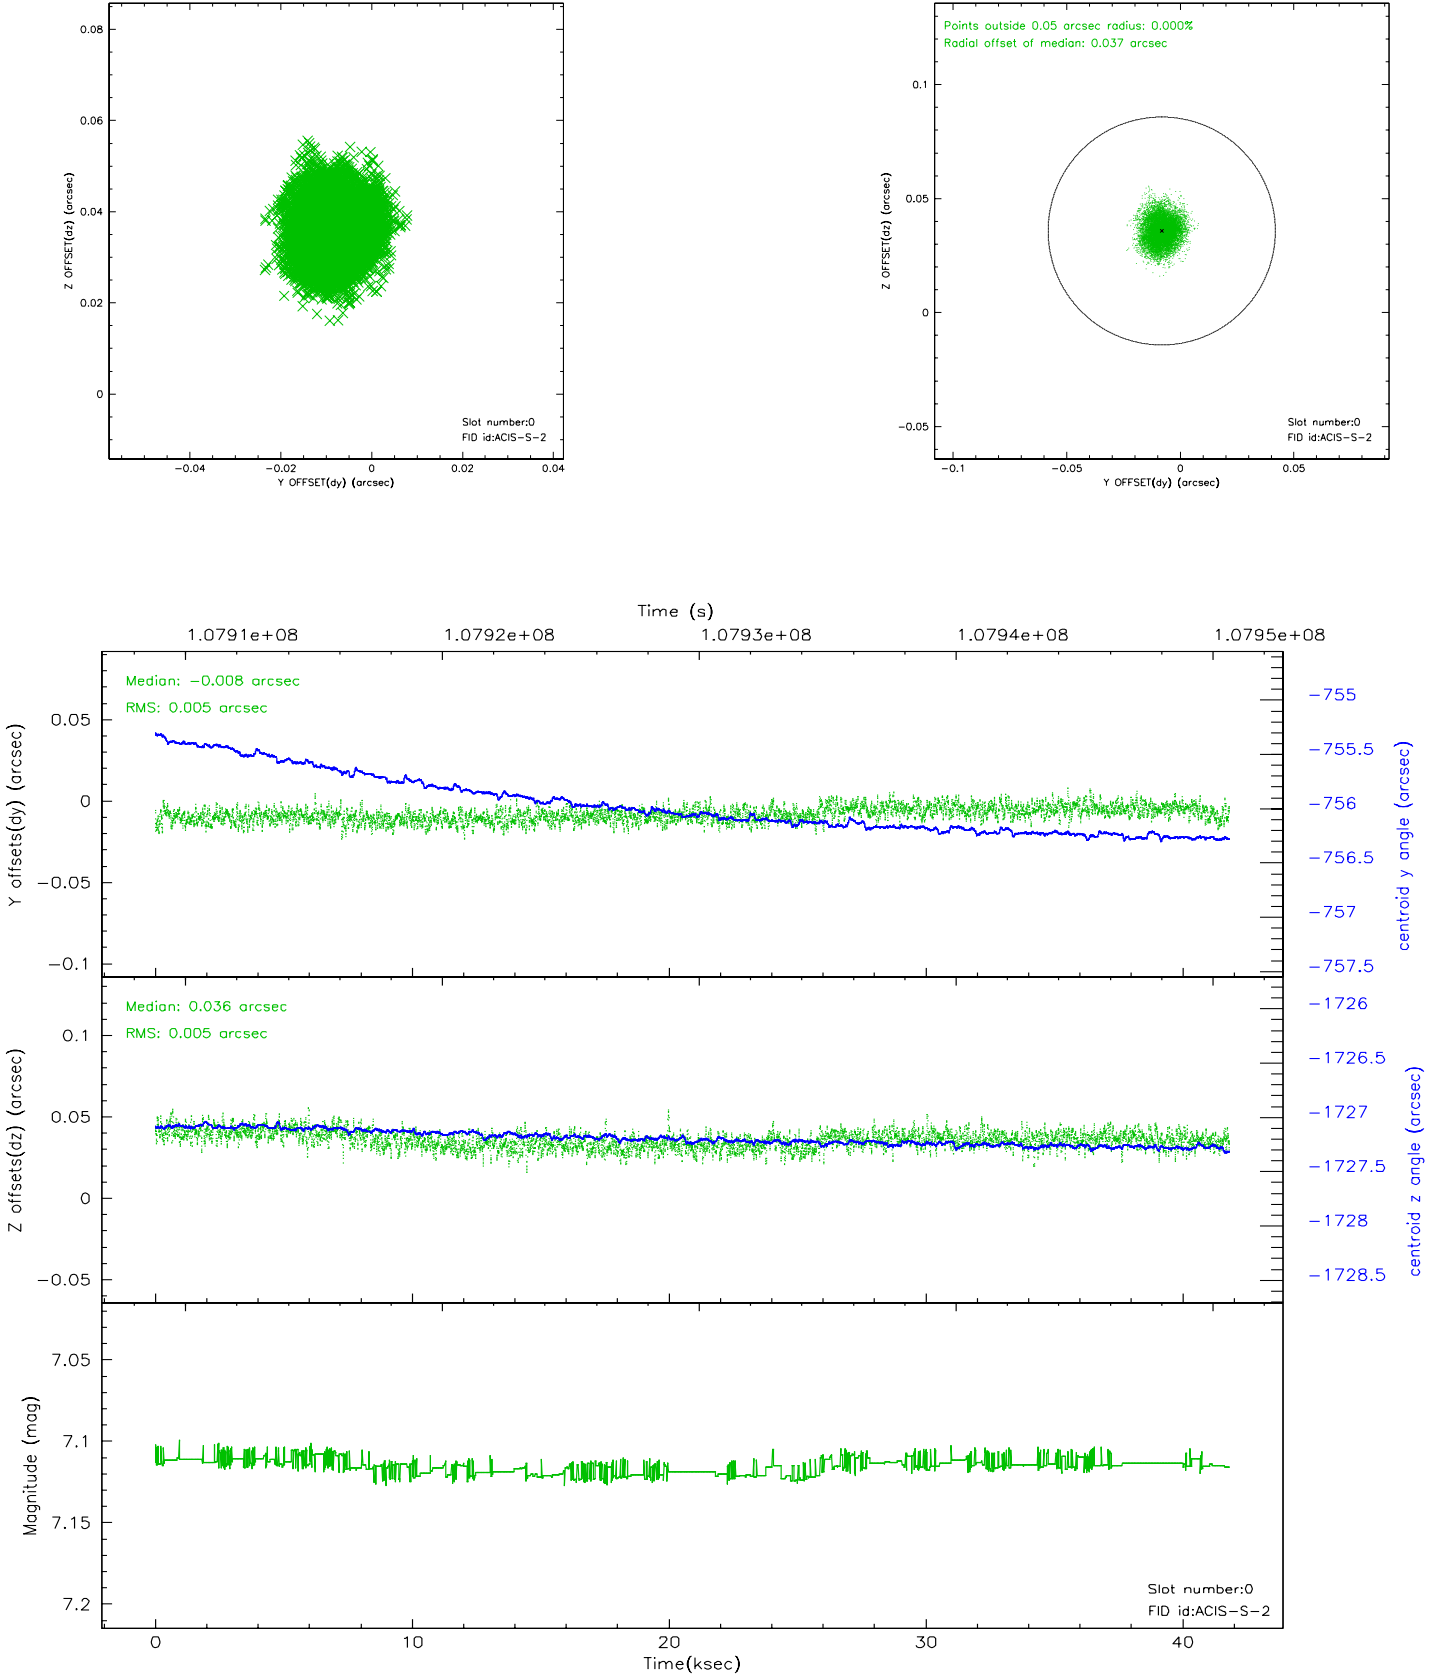 0.08
0.06
0.04
0.02
0
Z OFFSET(dz) (arcsec)
Slot number:0
FID id:ACIS-S-2
-0.04 -0.02 0 0.02 0.04
Y OFFSET(dy) (arcsec)
Points outside 0.05 arcsec radius: 0.000%
Radial offset of median: 0.037 arcsec
0.1
0.05
0
-0.05
Z OFFSET(dz) (arcsec)
Slot number:0
FID id:ACIS-S-2
-0.1 -0.05 0 0.05
Y OFFSET(dy) (arcsec)
Time (s)
1.0791e+08 1.0792e+08 1.0793e+08 1.0794e+08 1.0795e+08
Median: -0.008 arcsec
RMS: 0.005 arcsec
0.05
0
-0.05
-0.1
Y offsets(dy) (arcsec)
-755
-755.5
-756
-756.5
-757
-757.5
centroid y angle (arcsec)
Median: 0.036 arcsec
RMS: 0.005 arcsec
0.1
0.05
0
-0.05
Z offsets(dz) (arcsec)
-1726
-1726.5
-1727
-1727.5
-1728
-1728.5
centroid z angle (arcsec)
7.05
7.1
7.15
7.2
Magnitude (mag)
Slot number:0
FID id:ACIS-S-2
0 10 20 30 40
Time(ksec)